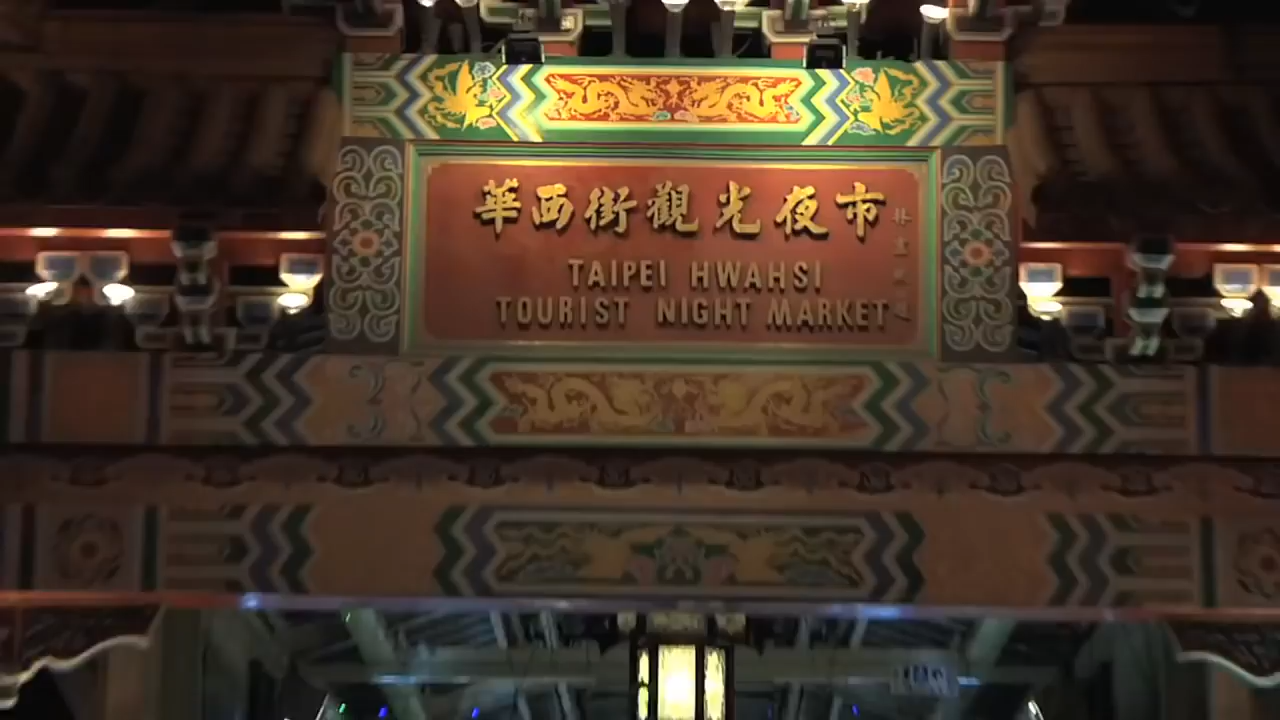 華西街觀光夜市
TAIPEI HWAHSI
TOURIST NIGHT MARKET